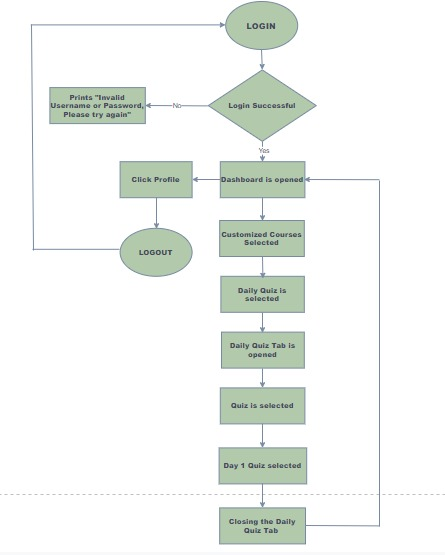 LOGIN
Login Successful
Prints "Invalid
Username or Password,
Please try again"
No
Yes
Click Profile
Dashboard is opened
Customized Courses
Selected
LOGOUT
Daily Quiz is
selected
Daily Quiz Tab is
opened
Quiz is selected
Day 1 Quiz selected
Closing the Daily
Quiz Tab